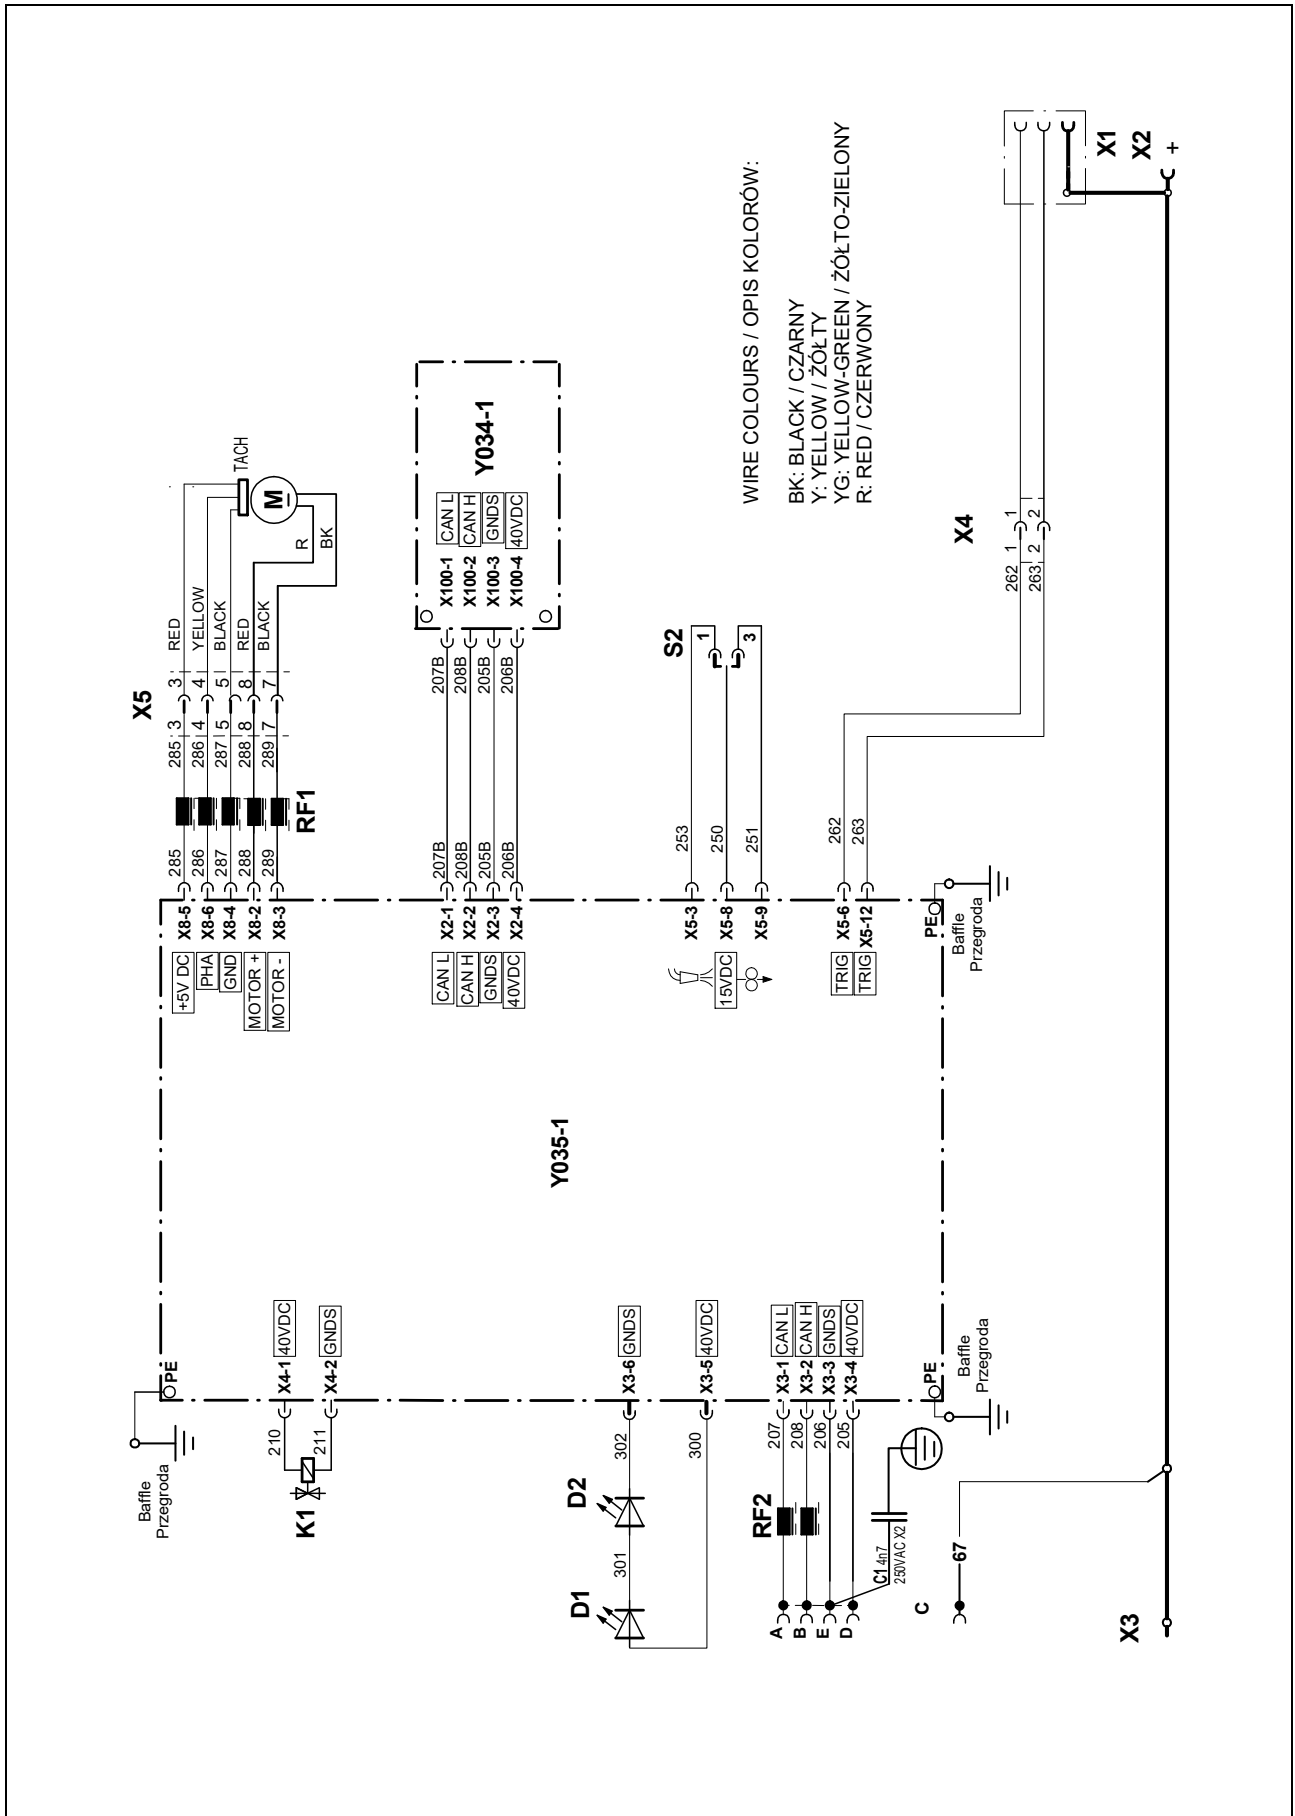 X5
285 3 3 RED
286 4 4 YELLOW
287 5 5 BLACK
288 8 8 RED
289 7 7 BLACK
TACH
M
R
BK
RF1
285
286
287
288
289
+5V DC X8-5
PHA X8-6
GND X8-4
MOTOR + X8-2
MOTOR - X8-3
CAN L X2-1 207B 207B X100-1 CAN L
CAN H X2-2 208B 208B X100-2 CAN H
GNDS X2-3 205B 205B X100-3 GNDS
40VDC X2-4 206B 206B X100-4 40VDC
Y034-1
S2
1
3
X5-3 253
15VDC X5-8 250
X5-9 251
TRIG X5-6 262
TRIG X5-12 263
X4
262 1 1
263 2 2
X1
X2
+
WIRE COLOURS / OPIS KOLORÓW:
BK: BLACK / CZARNY
Y: YELLOW / ŻÓŁTY
YG: YELLOW-GREEN / ŻÓŁTO-ZIELONY
R: RED / CZERWONY
PE
Baffle
Przegroda
Y035-1
Baffle
Przegroda
PE
K1
210 X4-1 40VDC
211 X4-2 GNDS
D1
301
D2
302 X3-6 GNDS
300 X3-5 40VDC
RF2
A 207 X3-1 CAN L
B 208 X3-2 CAN H
E 206 X3-3 GNDS
D 205 X3-4 40VDC
C1 4n7
250VAC X2
PE
Baffle
Przegroda
C
67
X3